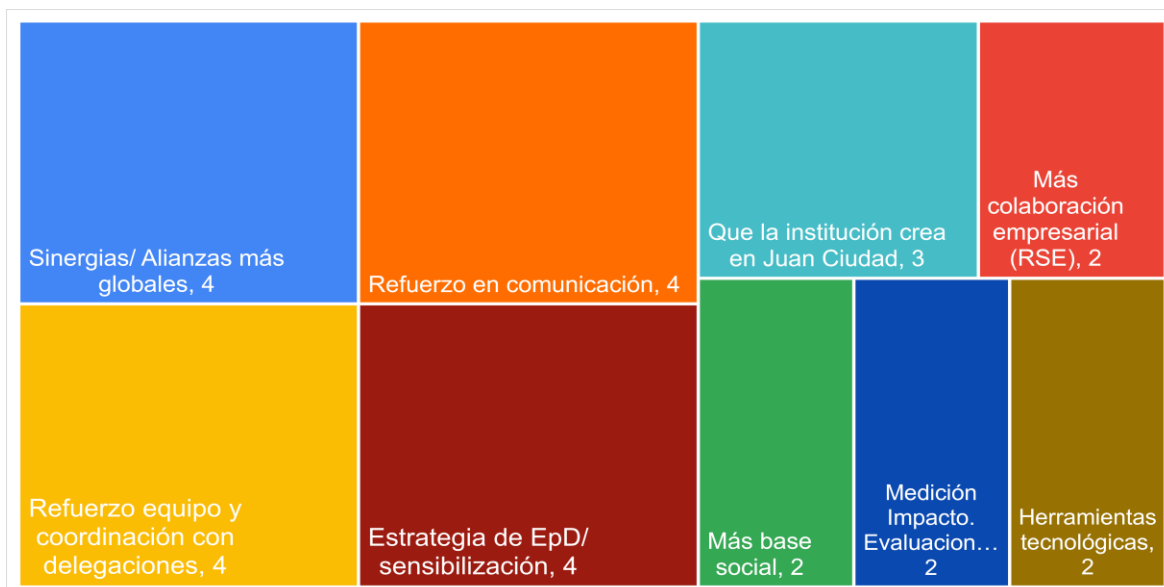 Sinergias/ Alianzas más
globales, 4
Refuerzo en comunicación, 4
Que la institución crea
en Juan Ciudad, 3
Más
colaboración
empresarial
(RSE), 2
Refuerzo equipo y
coordinación con
delegaciones, 4
Estrategia de EpD/
sensibilización, 4
Más base
social, 2
Medición
Impacto.
Evaluacion…
2
Herramientas
tecnológicas,
2